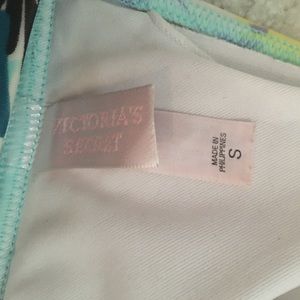 VICTORIA'S
SECRET
MADE IN
PHILIPPINES
S